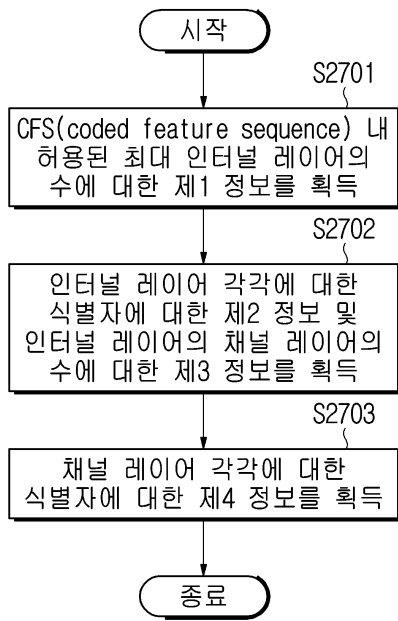 시작
S2701
CFS(coded feature sequence) 내
허용된 최대 인터널 레이어의
수에 대한 제1 정보를 획득
S2702
인터널 레이어 각각에 대한
식별자에 대한 제2 정보 및
인터널 레이어의 채널 레이어의
수에 대한 제3 정보를 획득
S2703
채널 레이어 각각에 대한
식별자에 대한 제4 정보를 획득
종료